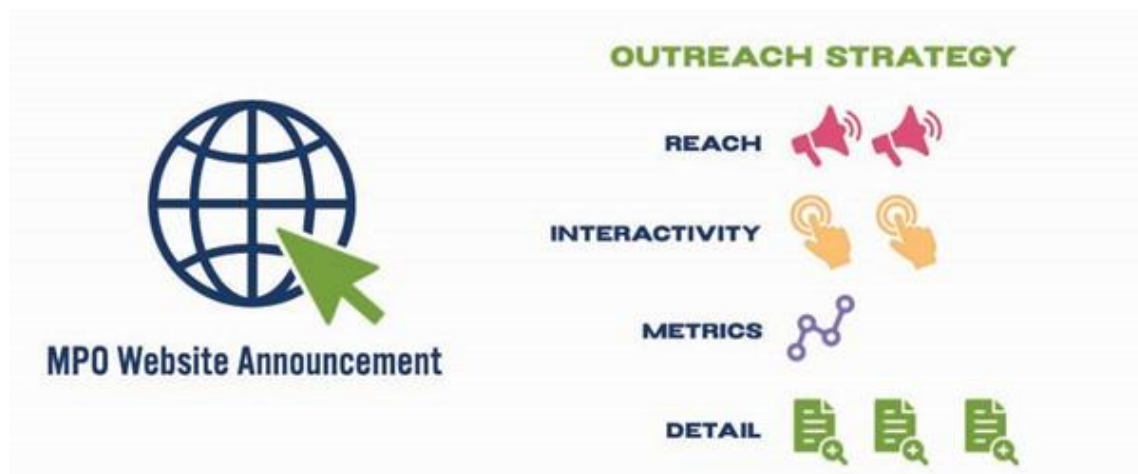 OUTREACH STRATEGY
REACH
INTERACTIVITY
METRICS
DETAIL
MPO Website Announcement